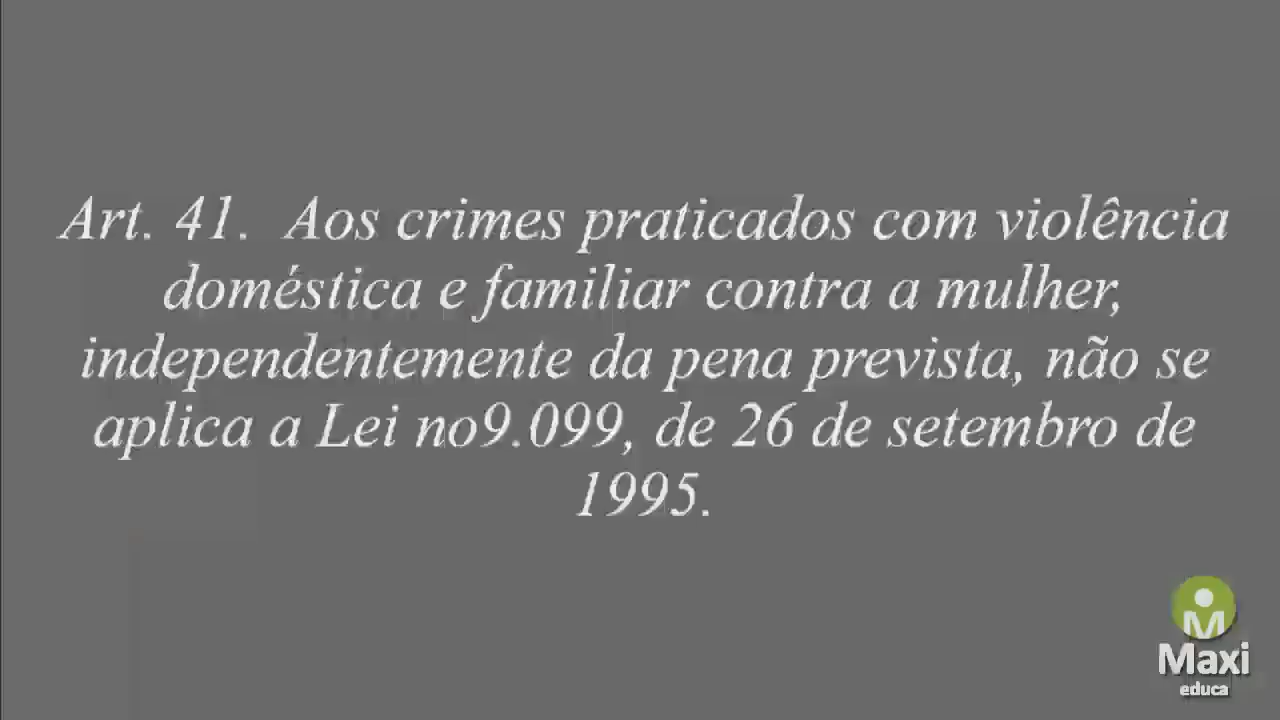 Art. 41.  Aos crimes praticados com violência
doméstica e familiar contra a mulher,
independentemente da pena prevista, não se
aplica a Lei no9.099, de 26 de setembro de
1995.
M
Maxi
educa